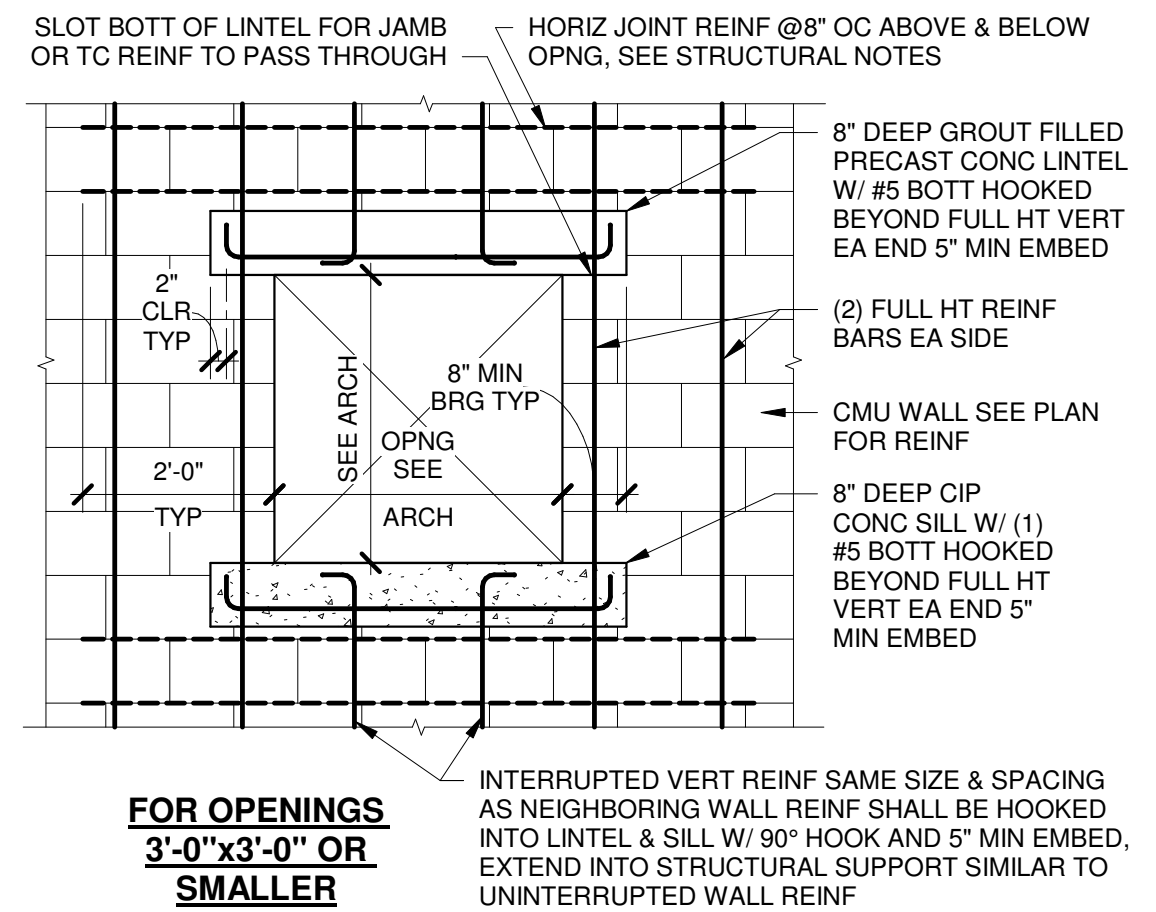 SLOT BOTT OF LINTEL FOR JAMB
OR TC REINF TO PASS THROUGH
HORIZ JOINT REINF @8" OC ABOVE & BELOW
OPNG, SEE STRUCTURAL NOTES
8" DEEP GROUT FILLED
PRECAST CONC LINTEL
W/ #5 BOTT HOOKED
BEYOND FULL HT VERT
EA END 5" MIN EMBED
2"
CLR
TYP
(2) FULL HT REINF
BARS EA SIDE
SEE ARCH
8" MIN
BRG TYP
OPNG
SEE
ARCH
CMU WALL SEE PLAN
FOR REINF
2'-0"
TYP
8" DEEP CIP
CONC SILL W/ (1)
#5 BOTT HOOKED
BEYOND FULL HT
VERT EA END 5"
MIN EMBED
INTERRUPTED VERT REINF SAME SIZE & SPACING
AS NEIGHBORING WALL REINF SHALL BE HOOKED
INTO LINTEL & SILL W/ 90° HOOK AND 5" MIN EMBED,
EXTEND INTO STRUCTURAL SUPPORT SIMILAR TO
UNINTERRUPTED WALL REINF
FOR OPENINGS
3'-0"x3'-0" OR
SMALLER